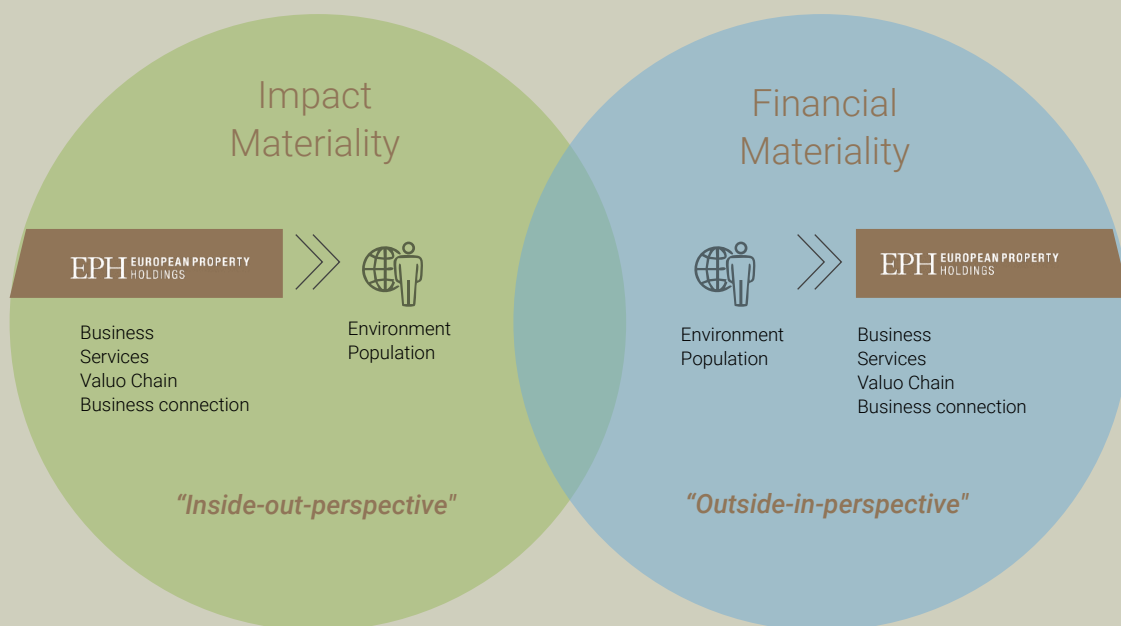 Impact
Materiality
EPH EUROPEAN PROPERTY
HOLDINGS
Business
Services
Valuo Chain
Business connection
Environment
Population
“Inside-out-perspective"
Financial
Materiality
Environment
Population
EPH EUROPEAN PROPERTY
HOLDINGS
Business
Services
Valuo Chain
Business connection
“Outside-in-perspective"